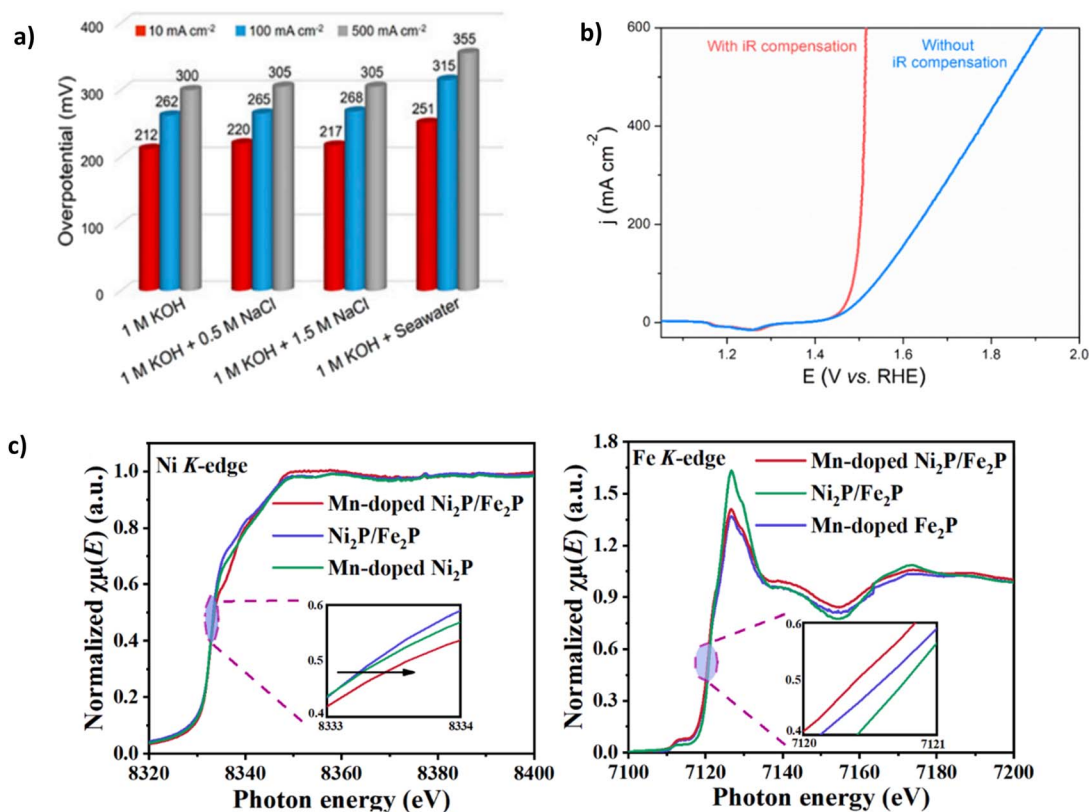 a)
400
10 mA cm-2 100 mA cm-2 500 mA cm-2
300
200
100
0
Overpotential (mV)
212 262 300
220 265 305
217 268 305
251 315 355
1 M KOH
1 M KOH + 0.5 M NaCl
1 M KOH + 1.5 M NaCl
1 M KOH + Seawater
b)
600
400
200
0
j (mA cm-2)
With iR compensation
Without
iR compensation
1.2 1.4 1.6 1.8 2.0
E (V vs. RHE)
c)
Ni K-edge
Normalized χμ(E) (a.u.)
1.0
0.8
0.6
0.4
0.2
0.0
Mn-doped Ni2P/Fe2P
Ni2P/Fe2P
Mn-doped Ni2P
0.6
0.5
0.4
8333 8334
8320 8340 8360 8380 8400
Photon energy (eV)
Fe K-edge
Normalized χμ(E) (a.u.)
1.8
1.5
1.2
0.9
0.6
0.3
0.0
Mn-doped Ni2P/Fe2P
Ni2P/Fe2P
Mn-doped Fe2P
0.6
0.5
0.4
7120 7121
7100 7120 7140 7160 7180 7200
Photon energy (eV)